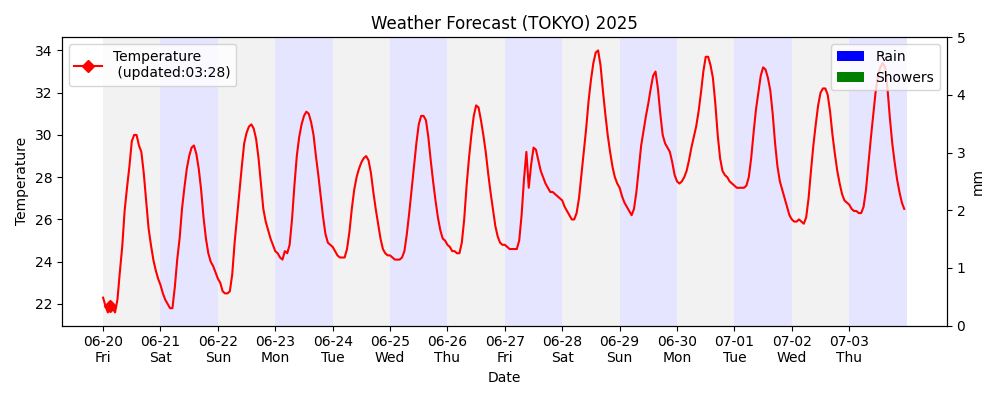 Weather Forecast (TOKYO) 2025
Temperature
(updated:03:28)
Rain
Showers
34
32
30
28
26
24
22
Temperature
5
4
3
2
1
0
mm
06-20 06-21 06-22 06-23 06-24 06-25 06-26 06-27 06-28 06-29 06-30 07-01 07-02 07-03
Fri Sat Sun Mon Tue Wed Thu Fri Sat Sun Mon Tue Wed Thu
Date